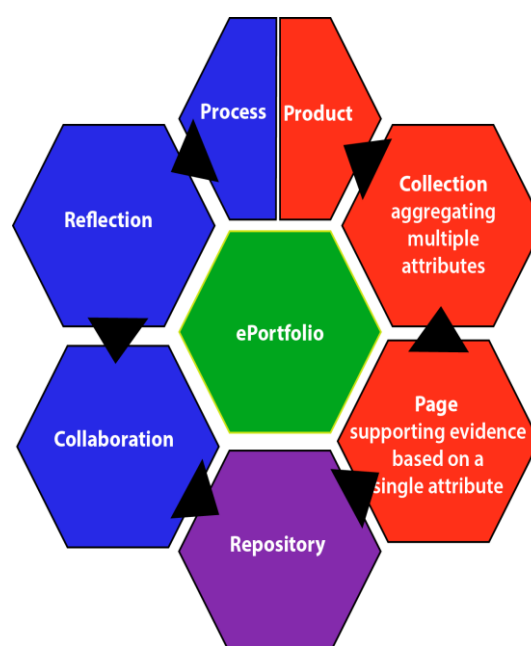 Process
Product
Collection
aggregating
multiple
attributes
Reflection
ePortfolio
Page
supporting evidence
based on a
single attribute
Collaboration
Repository